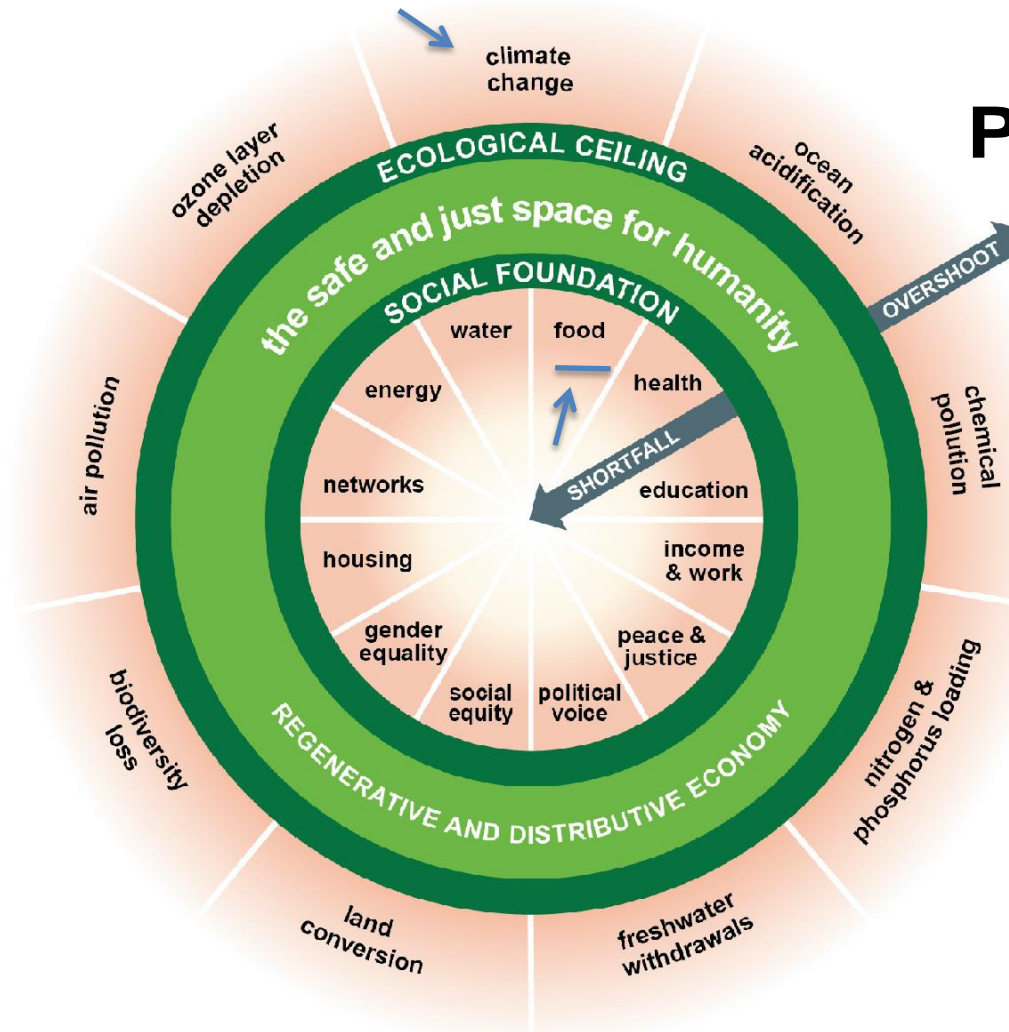 climate
change
P
ozone layer
depletion
ocean
acidification
ECOLOGICAL CEILING
the safe and just space for humanity
SOCIAL FOUNDATION
OVERSHOOT
water
food
energy
health
air pollution
chemical
pollution
SHORTFALL
networks
education
housing
income
& work
gender
equality
peace &
justice
social
equity
political
voice
biodiversity
loss
nitrogen &
phosphorus loading
REGENERATIVE AND DISTRIBUTIVE ECONOMY
land
conversion
freshwater
withdrawals